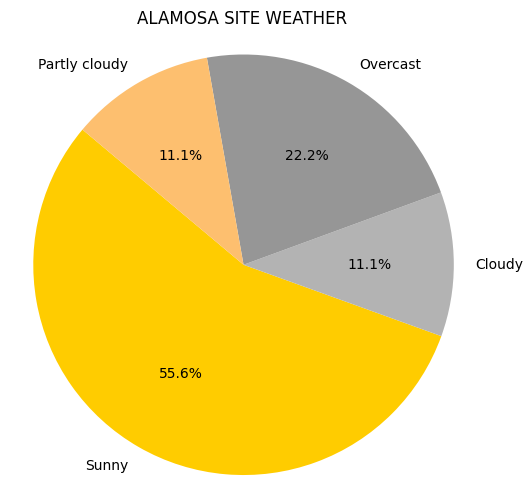 ALAMOSA SITE WEATHER
Partly cloudy
Overcast
11.1%
22.2%
11.1%
Cloudy
55.6%
Sunny